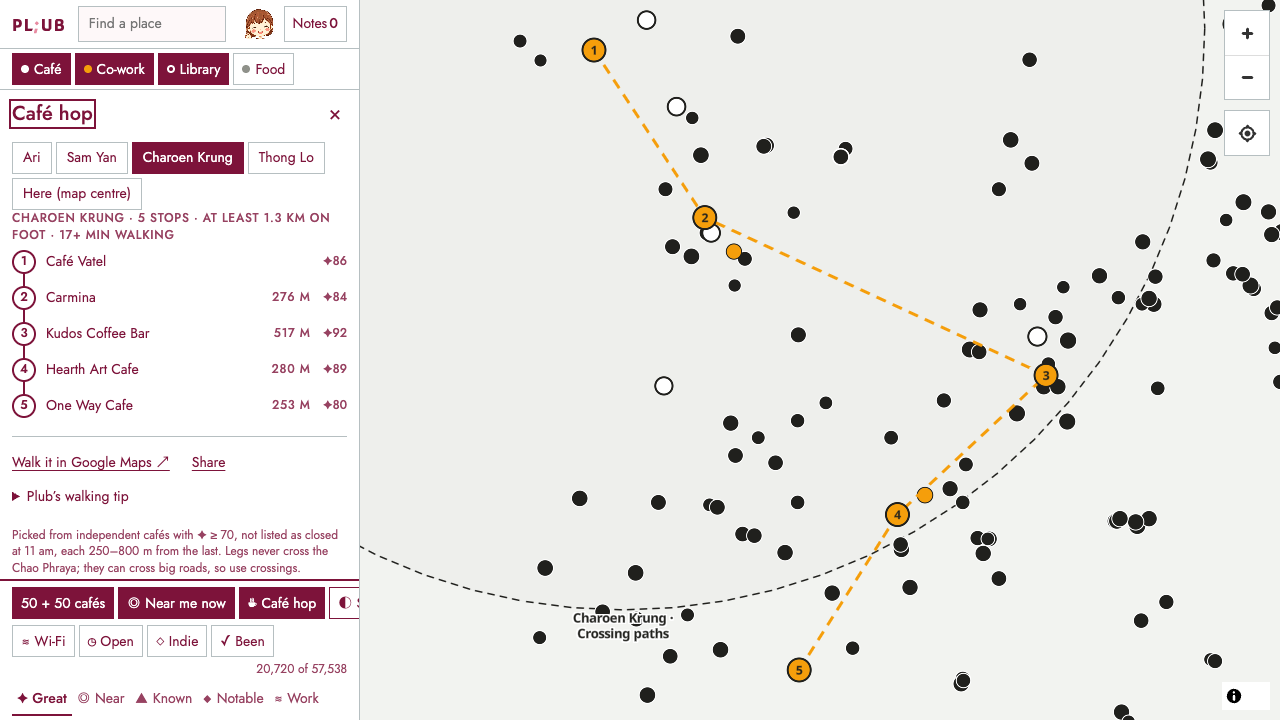 PL;UB
Find a place
Notes 0
Café
Co-work
Library
Food
Café hop
×
Ari
Sam Yan
Charoen Krung
Thong Lo
Here (map centre)
CHAROEN KRUNG · 5 STOPS · AT LEAST 1.3 KM ON
FOOT · 17+ MIN WALKING
1 Café Vatel ✦86
2 Carmina 276 M ✦84
3 Kudos Coffee Bar 517 M ✦92
4 Hearth Art Cafe 280 M ✦89
5 One Way Cafe 253 M ✦80
Walk it in Google Maps ↗
Share
▶ Plub's walking tip
Picked from independent cafés with ✦ ≥ 70, not listed as closed
at 11 am, each 250–800 m from the last. Legs never cross the
Chao Phraya; they can cross big roads, so use crossings.
50 + 50 cafés
◎ Near me now
Café hop
≈ Wi-Fi
◷ Open
◇ Indie
✓ Been
20,720 of 57,538
✦ Great
◎ Near
▲ Known
◆ Notable
≈ Work
1
2
3
4
5
Charoen Krung ·
Crossing paths
+
−